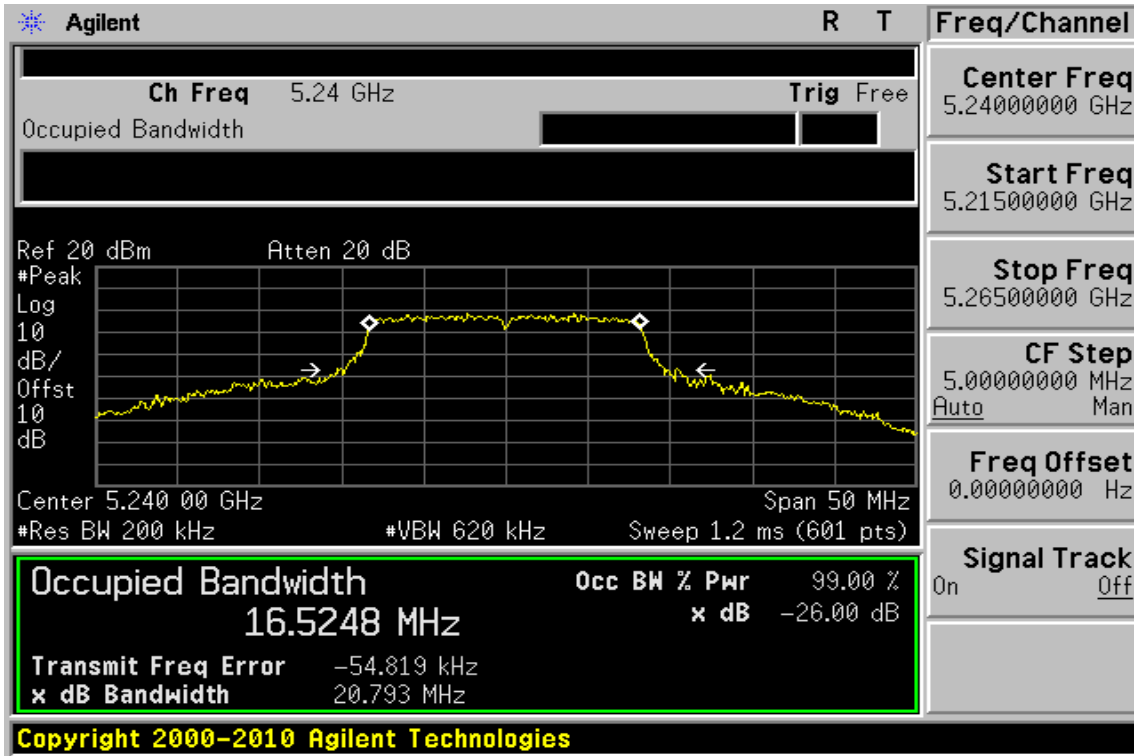 Agilent R T
Ch Freq 5.24 GHz Trig Free
Occupied Bandwidth
Ref 20 dBm Atten 20 dB
#Peak
Log
10
dB/
Offst
10
dB
Center 5.240 00 GHz Span 50 MHz
#Res BW 200 kHz #VBW 620 kHz Sweep 1.2 ms (601 pts)
Occupied Bandwidth
16.5248 MHz
Occ BW % Pwr 99.00 %
x dB -26.00 dB
Transmit Freq Error -54.819 kHz
x dB Bandwidth 20.793 MHz
Copyright 2000-2010 Agilent Technologies
Freq/Channel
Center Freq
5.24000000 GHz
Start Freq
5.21500000 GHz
Stop Freq
5.26500000 GHz
CF Step
5.00000000 MHz
Auto Man
Freq Offset
0.00000000 Hz
Signal Track
On Off